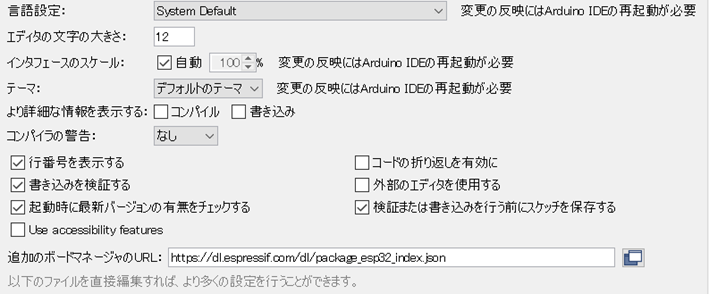 言語設定: System Default 変更の反映にはArduino IDEの再起動が必要
エディタの文字の大きさ: 12
インタフェースのスケール: 自動 100 % 変更の反映にはArduino IDEの再起動が必要
テーマ: デフォルトのテーマ 変更の反映にはArduino IDEの再起動が必要
より詳細な情報を表示する: コンパイル 書き込み
コンパイラの警告: なし
行番号を表示する コードの折り返しを有効に
書き込みを検証する 外部のエディタを使用する
起動時に最新バージョンの有無をチェックする 検証または書き込みを行う前にスケッチを保存する
Use accessibility features
追加のボードマネージャのURL: https://dl.espressif.com/dl/package_esp32_index.json
以下のファイルを直接編集すれば、より多くの設定を行うことができます。